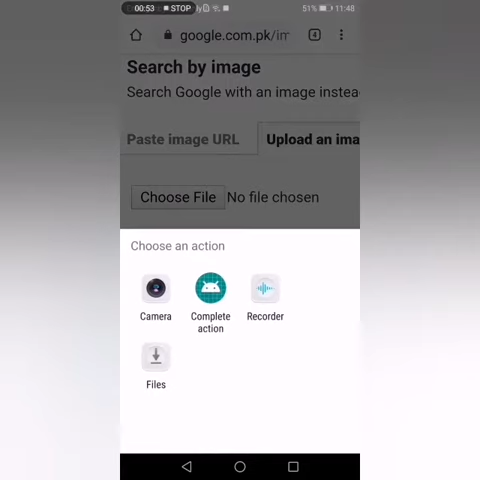 00:53 STOP
51% 11:48
google.com.pk/im
4
Search by image
Search Google with an image instea
Paste image URL Upload an ima
Choose File No file chosen
Choose an action
Camera Complete action Recorder
Files